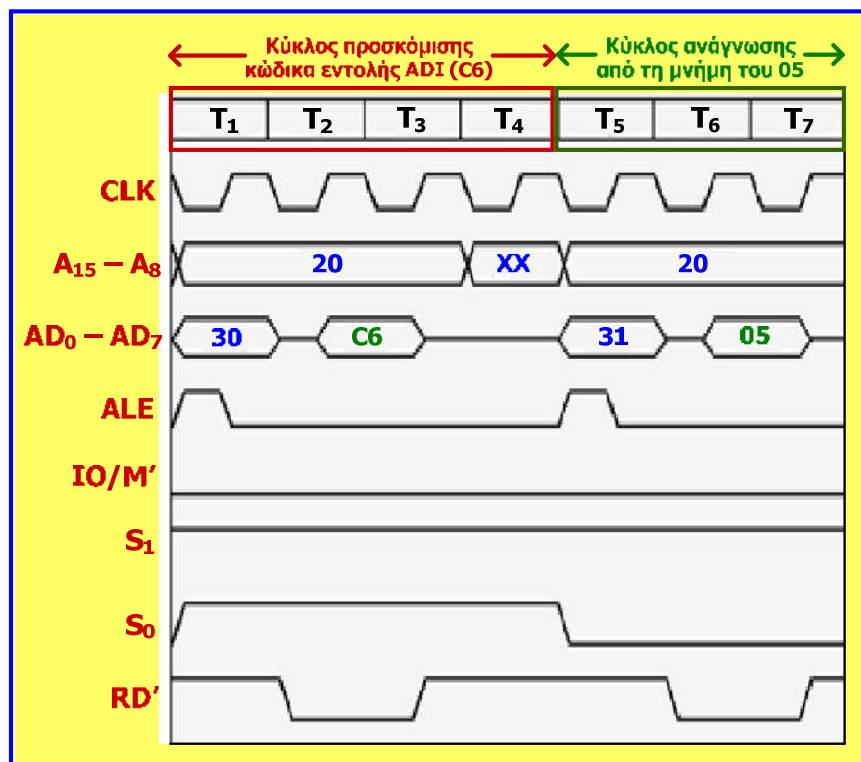 Κύκλος προσκόμισης
κώδικα εντολής ADI (C6)
Κύκλος ανάγνωσης
από τη μνήμη του 05
T₁ T₂ T₃ T₄ T₅ T₆ T₇
CLK
A₁₅ – A₈ 20 XX 20
AD₀ – AD₇ 30 C6 31 05
ALE
IO/M’
S₁
S₀
RD’